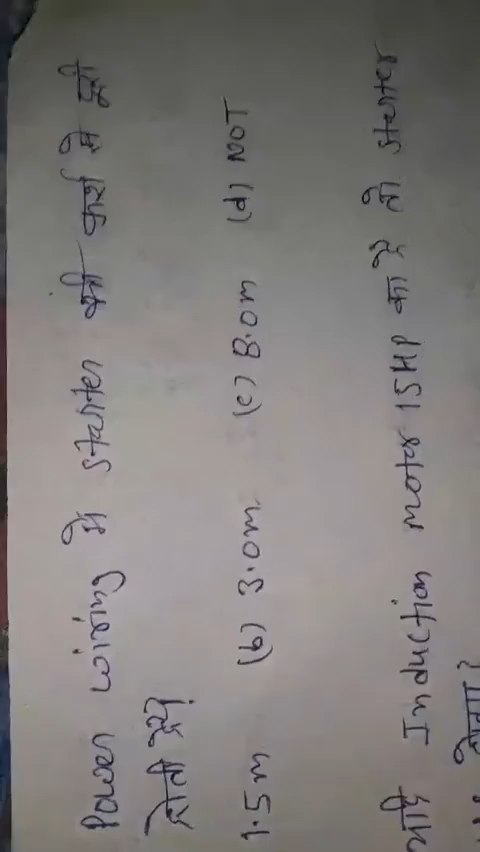 Power wiring में starter की फर्श से दूरी
होती है?
1.5m (b) 3.0m (c) 8.0m (d) NOT
यदि Induction motor 15HP का है तो starter
होगा?